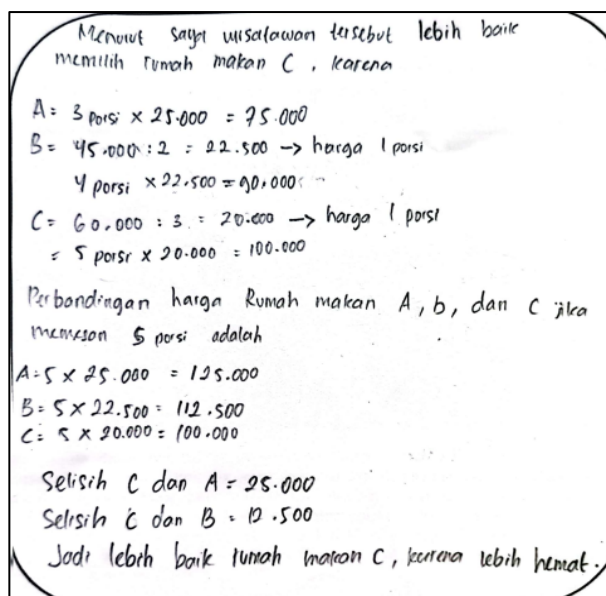 Menurut saya wisatawan tersebut lebih baik
memilih rumah makan C, karena
A = 3 porsi × 25.000 = 75.000
B = 45.000 : 2 = 22.500 → harga 1 porsi
4 porsi × 22.500 = 90.000
C = 60.000 : 3 = 20.000 → harga 1 porsi
= 5 porsi × 20.000 = 100.000
Perbandingan harga Rumah makan A, b, dan C jika
memesan 5 porsi adalah
A = 5 × 25.000 = 125.000
B = 5 × 22.500 = 112.500
C = 5 × 20.000 = 100.000
Selisih C dan A = 25.000
Selisih C dan B = 12.500
Jadi lebih baik rumah makan C, karena lebih hemat.